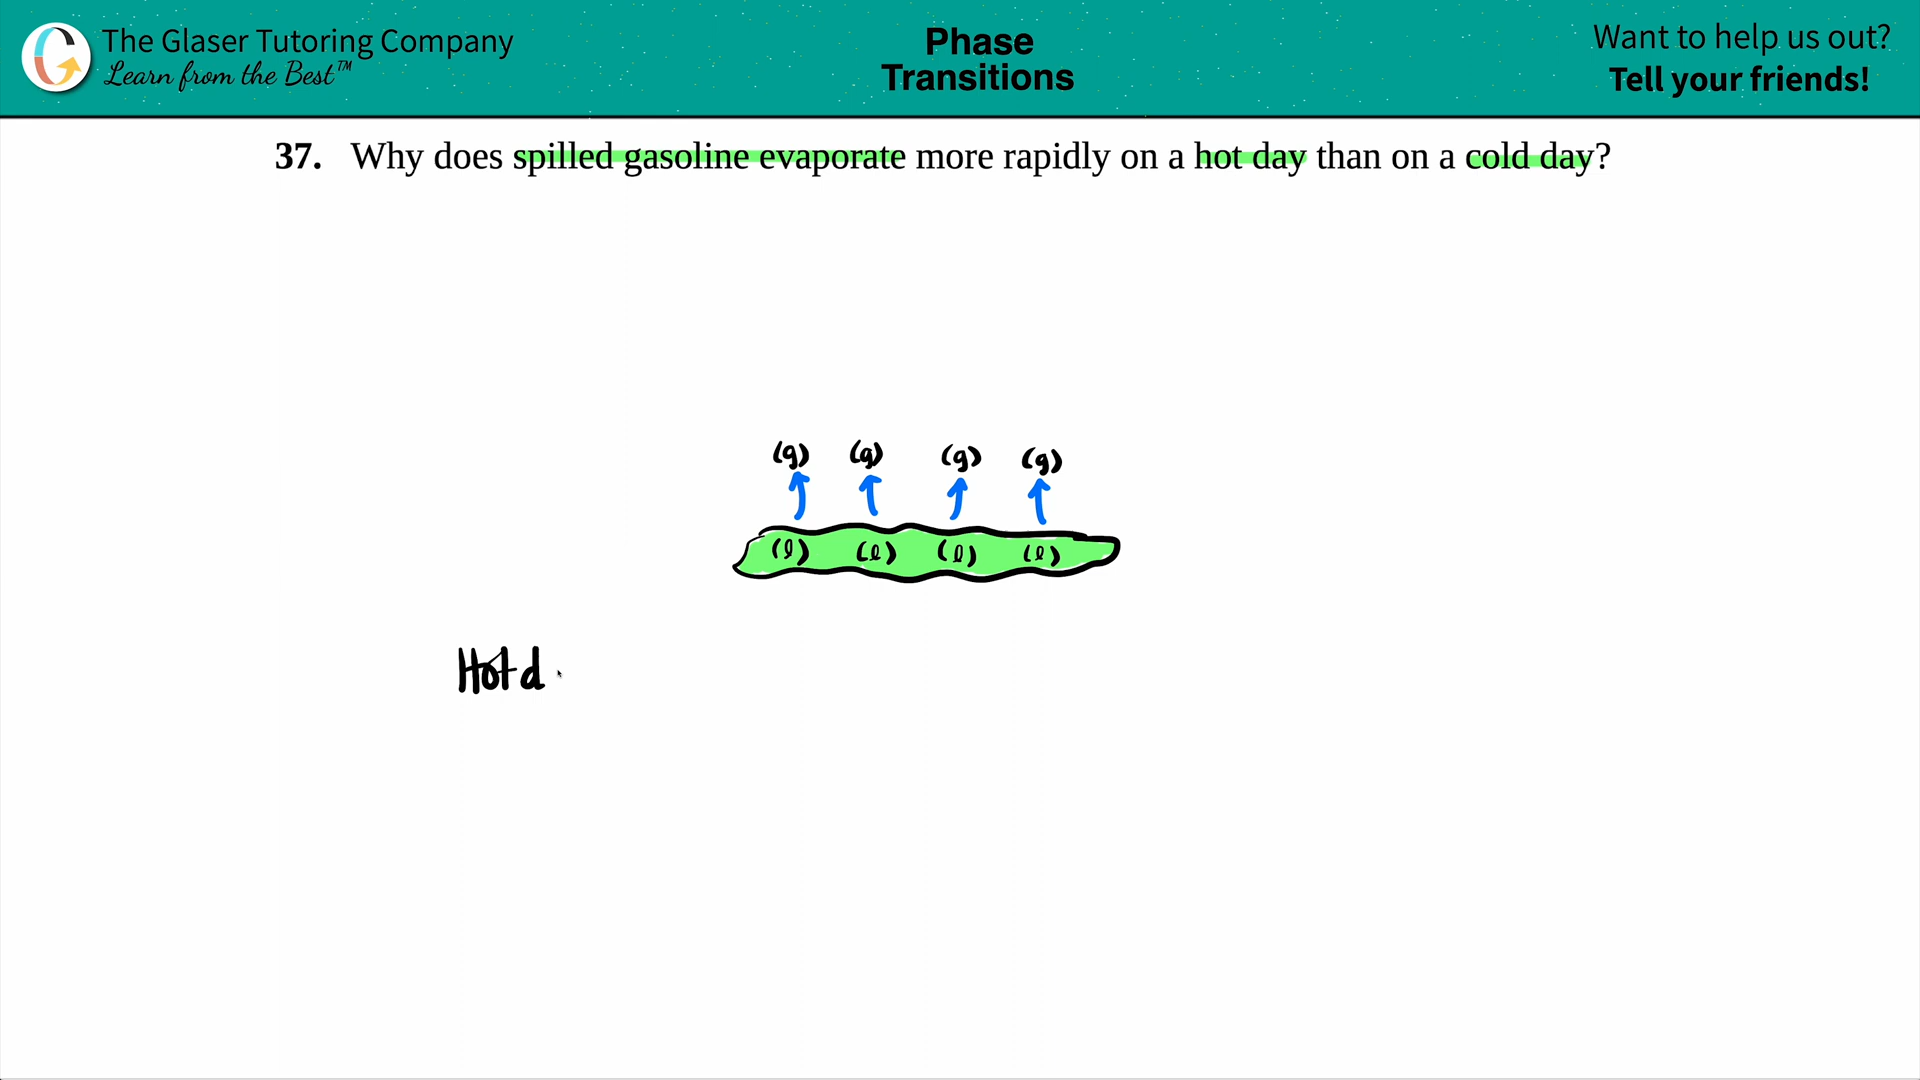 The Glaser Tutoring Company
Learn from the Best™
Phase
Transitions
Want to help us out?
Tell your friends!
37. Why does spilled gasoline evaporate more rapidly on a hot day than on a cold day?
(g) (g) (g) (g)
(l) (l) (l) (l)
Hot d